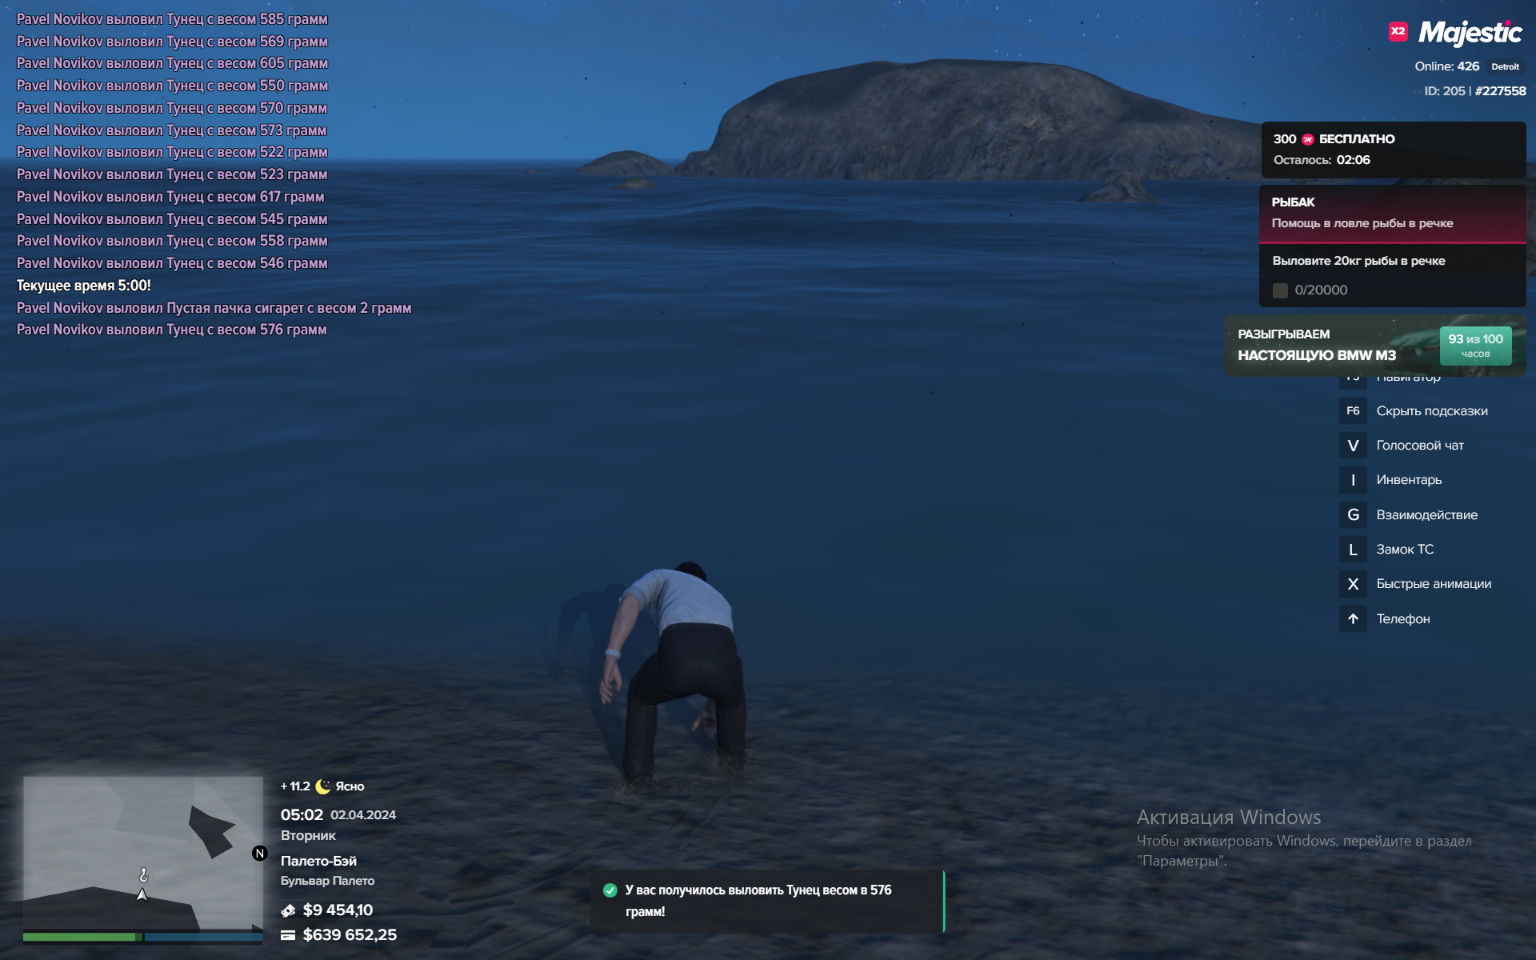 Pavel Novikov выловил Тунец с весом 585 грамм
Pavel Novikov выловил Тунец с весом 569 грамм
Pavel Novikov выловил Тунец с весом 605 грамм
Pavel Novikov выловил Тунец с весом 550 грамм
Pavel Novikov выловил Тунец с весом 570 грамм
Pavel Novikov выловил Тунец с весом 573 грамм
Pavel Novikov выловил Тунец с весом 522 грамм
Pavel Novikov выловил Тунец с весом 523 грамм
Pavel Novikov выловил Тунец с весом 617 грамм
Pavel Novikov выловил Тунец с весом 545 грамм
Pavel Novikov выловил Тунец с весом 558 грамм
Pavel Novikov выловил Тунец с весом 546 грамм
Текущее время 5:00!
Pavel Novikov выловил Пустая пачка сигарет с весом 2 грамм
Pavel Novikov выловил Тунец с весом 576 грамм
X2 Majestic
Online: 426 Detroit
ID: 205 | #227558
300 БЕСПЛАТНО
Осталось: 02:06
РЫБАК
Помощь в ловле рыбы в речке
Выловите 20кг рыбы в речке
0/20000
РАЗЫГРЫВАЕМ
НАСТОЯЩУЮ BMW M3
93 из 100
часов
Навигатор
F6 Скрыть подсказки
V Голосовой чат
I Инвентарь
G Взаимодействие
L Замок ТС
X Быстрые анимации
Телефон
+ 11.2 Ясно
05:02 02.04.2024
Вторник
N
Палето-Бэй
Бульвар Палето
$9 454,10
$639 652,25
У вас получилось выловить Тунец весом в 576
грамм!
Активация Windows
Чтобы активировать Windows, перейдите в раздел
"Параметры".